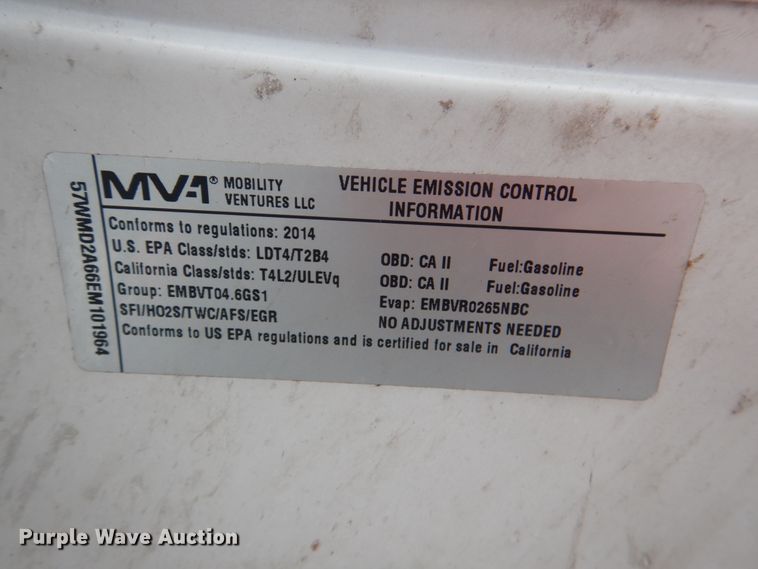 57WMD2A66EM101964
MV-1® MOBILITY VENTURES LLC
VEHICLE EMISSION CONTROL
INFORMATION
Conforms to regulations: 2014
U.S. EPA Class/stds: LDT4/T2B4 OBD: CA II Fuel:Gasoline
California Class/stds: T4L2/ULEVq OBD: CA II Fuel:Gasoline
Group: EMBVT04.6GS1 Evap: EMBVR0265NBC
SFI/HO2S/TWC/AFS/EGR NO ADJUSTMENTS NEEDED
Conforms to US EPA regulations and is certified for sale in California
Purple Wave Auction